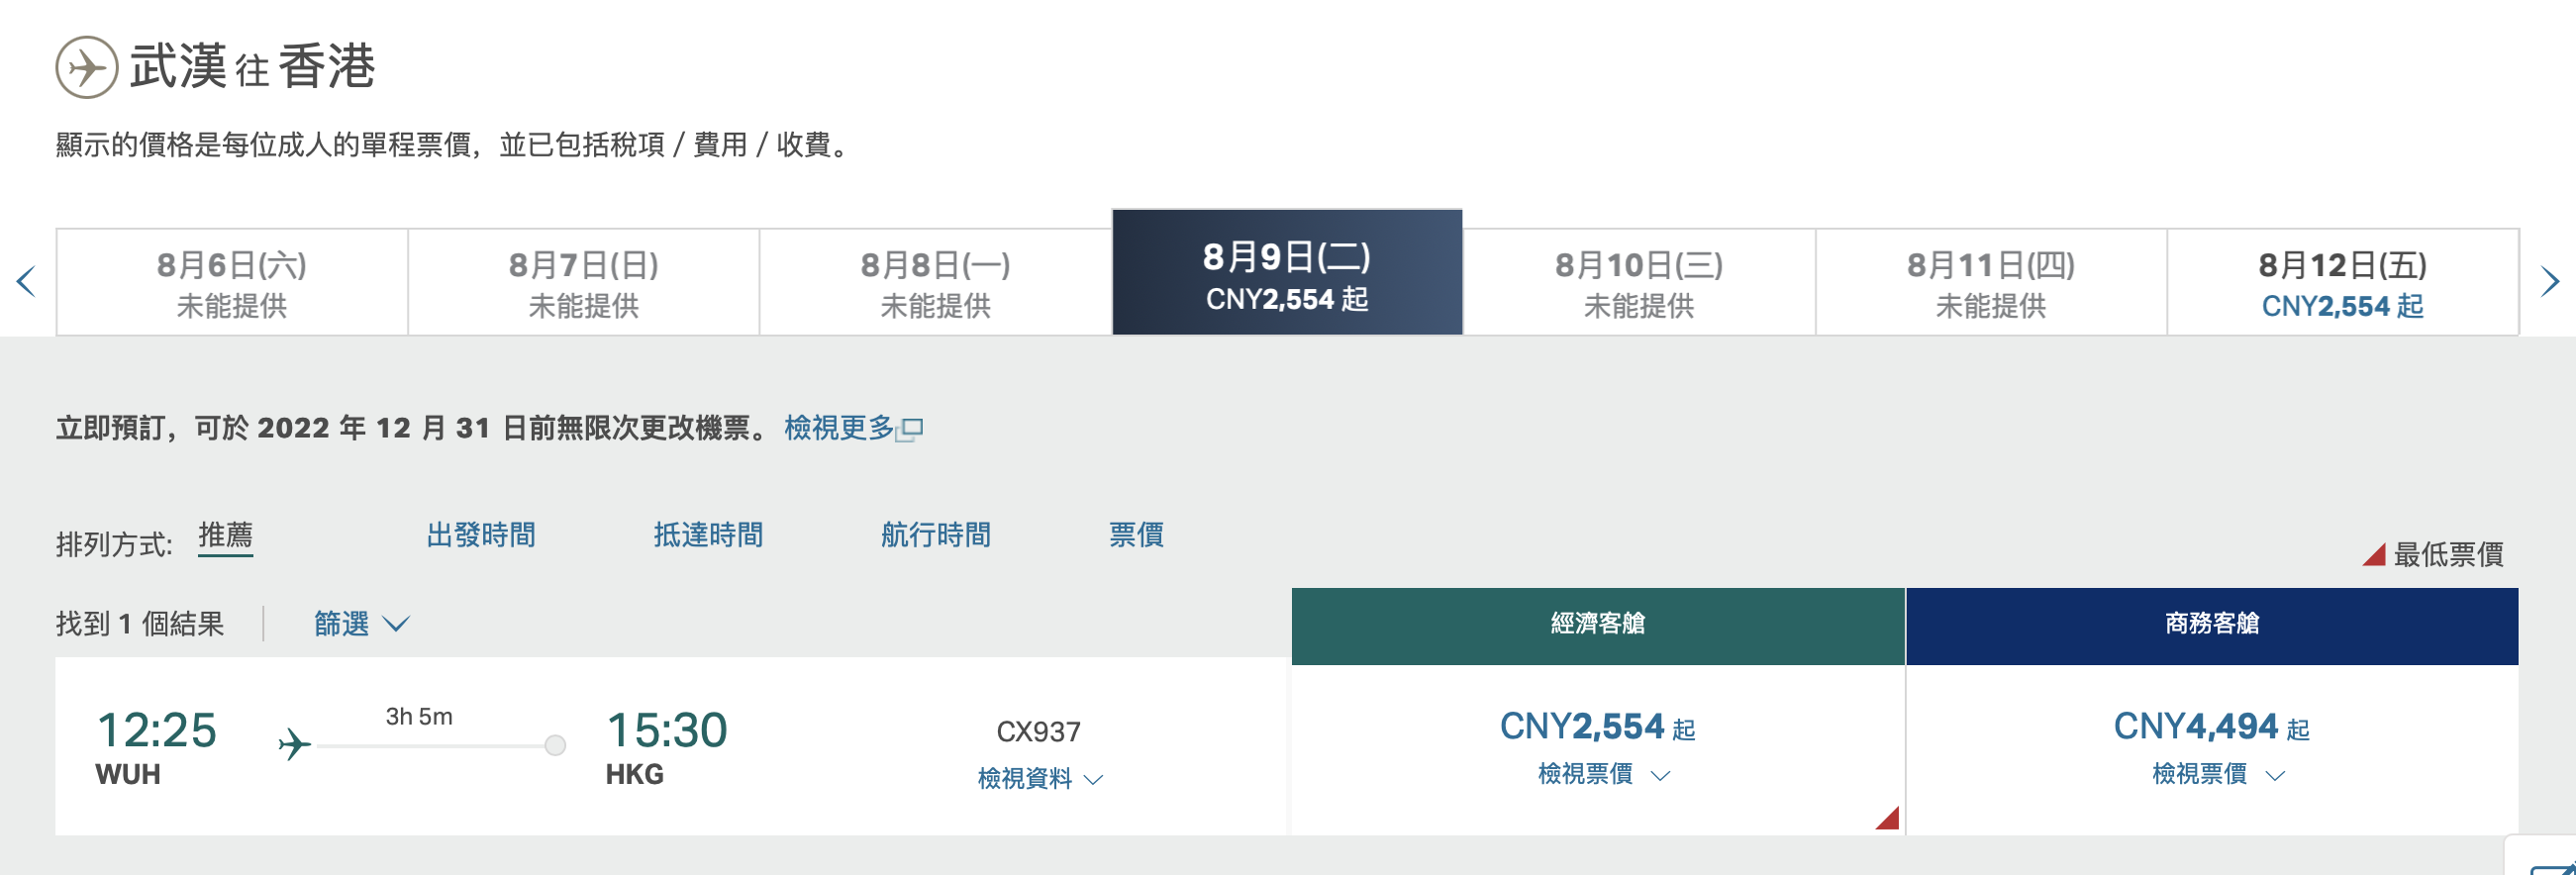 武漢往香港
顯示的價格是每位成人的單程票價，並已包括稅項 / 費用 / 收費。
8月6日(六)
未能提供
8月7日(日)
未能提供
8月8日(一)
未能提供
8月9日(二)
CNY2,554 起
8月10日(三)
未能提供
8月11日(四)
未能提供
8月12日(五)
CNY2,554 起
立即預訂，可於 2022 年 12 月 31 日前無限次更改機票。 檢視更多
排列方式: 推薦 出發時間 抵達時間 航行時間 票價
最低票價
找到 1 個結果 篩選
經濟客艙 商務客艙
12:25
WUH
3h 5m
15:30
HKG
CX937
檢視資料
CNY2,554 起
檢視票價
CNY4,494 起
檢視票價